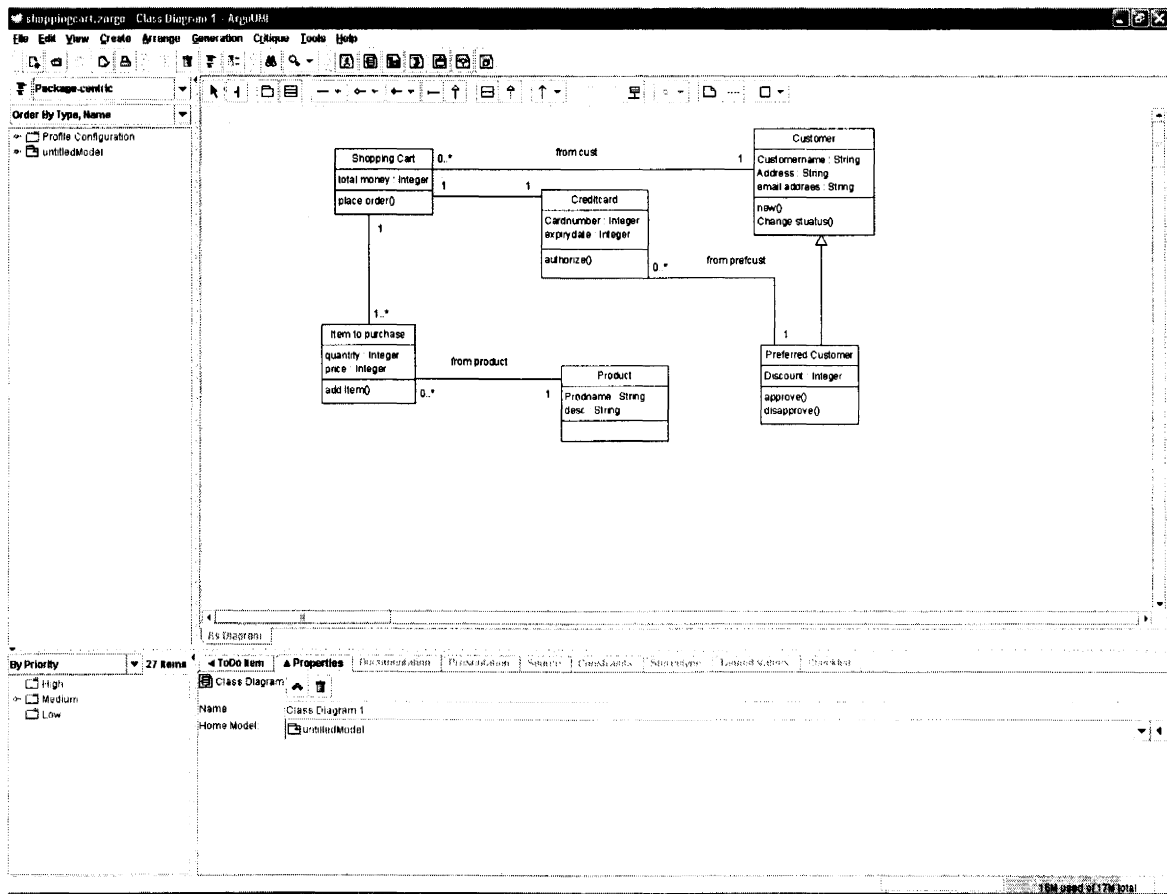 shoppingcart.zargo - Class Diagram 1 - ArgoUML
File Edit View Create Arrange Generation Critique Tools Help
Package-centric
Order By Type, Name
Profile Configuration
untitledModel
Shopping Cart
total money : Integer
place order()
0..*
from cust
1
Customer
Customername : String
Address : String
email address : String
new()
Change stuatus()
1
1
Creditcard
Cardnumber : Integer
expirydate : Integer
authorize()
0..*
from prefcust
1
Preferred Customer
Discount : Integer
approve()
disapprove()
1
1..*
Item to purchase
quantity : Integer
price : Integer
add Item()
0..*
from product
1
Product
Prodname : String
desc : String
As Diagram
By Priority
27 Items
High
Medium
Low
ToDo Item
Properties
Documentation
Presentation
Source
Constraints
Stereotype
Tagged Values
Checklist
Class Diagram
Name
Class Diagram 1
Home Model:
untitledModel
16M used of 17M total